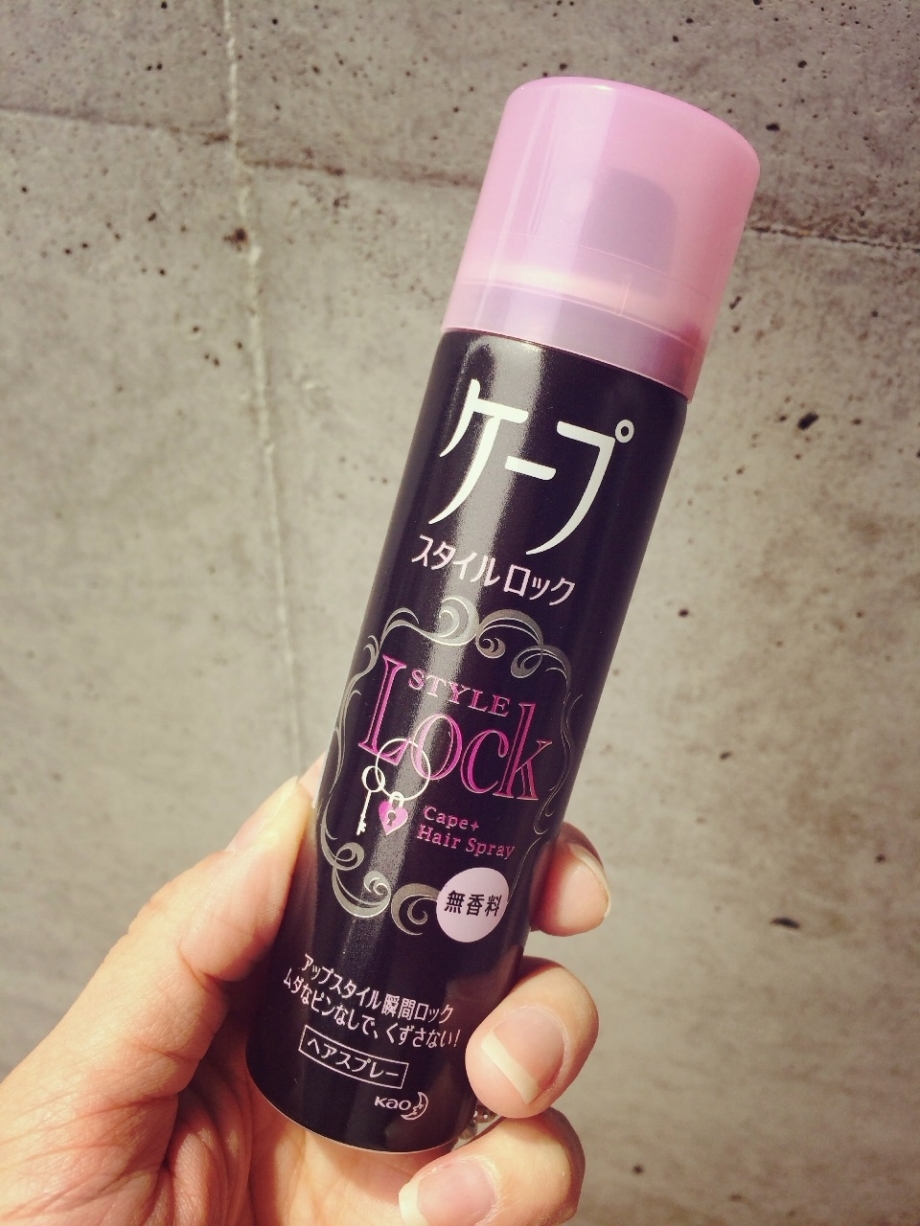 ケープ
スタイルロック
STYLE
Lock
Cape+
Hair Spray
無香料
アップスタイル瞬間ロック
ムダなピンなしで、くずさない!
ヘアスプレー
Kao